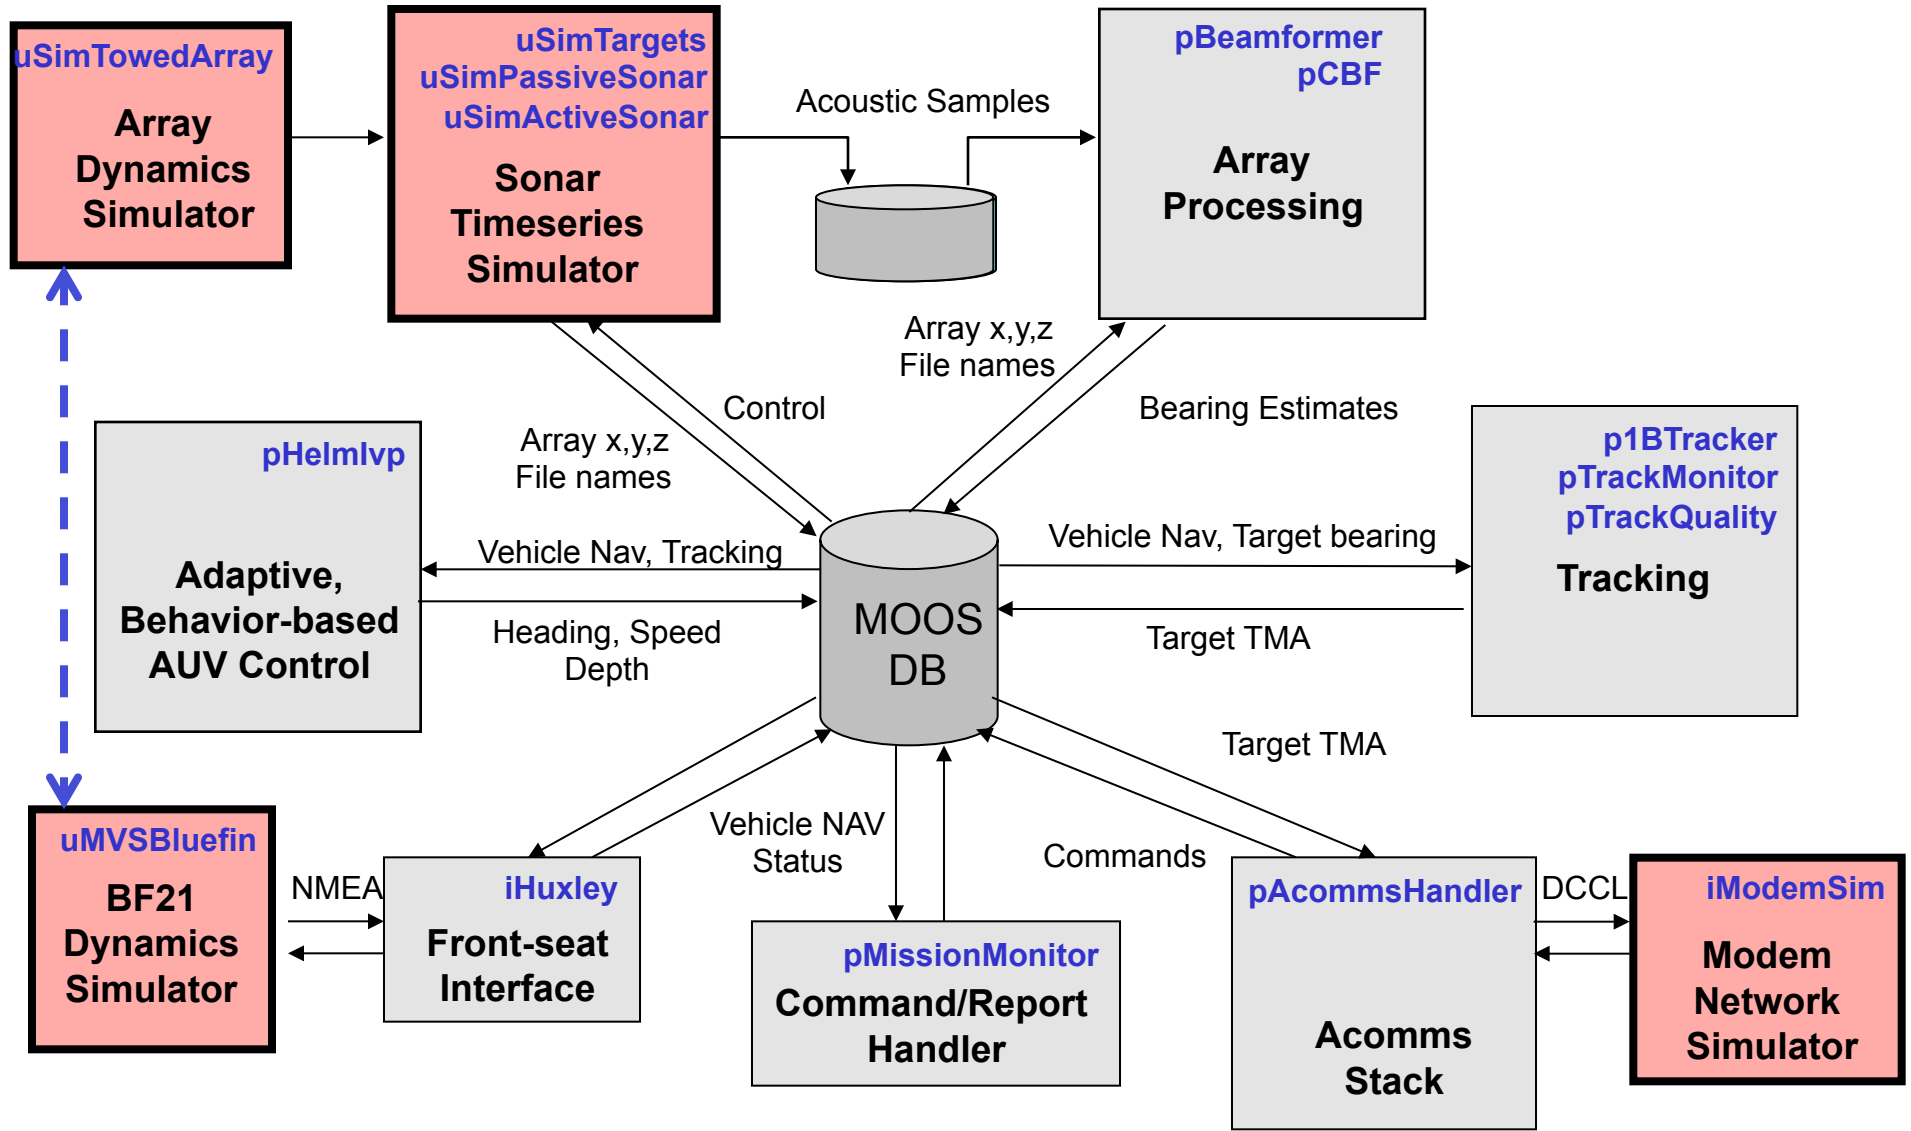 uSimTowedArray
Array
Dynamics
Simulator
uSimTargets
uSimPassiveSonar
uSimActiveSonar
Sonar
Timeseries
Simulator
Acoustic Samples
pBeamformer
pCBF
Array
Processing
Array x,y,z
File names
Control
Bearing Estimates
Array x,y,z
File names
pHelmIvp
Adaptive,
Behavior-based
AUV Control
Vehicle Nav, Tracking
Heading, Speed
Depth
MOOS
DB
Vehicle Nav, Target bearing
Target TMA
p1BTracker
pTrackMonitor
pTrackQuality
Tracking
Target TMA
Commands
Vehicle NAV
Status
uMVSBluefin
BF21
Dynamics
Simulator
NMEA
iHuxley
Front-seat
Interface
pMissionMonitor
Command/Report
Handler
pAcommsHandler
Acomms
Stack
DCCL
iModemSim
Modem
Network
Simulator